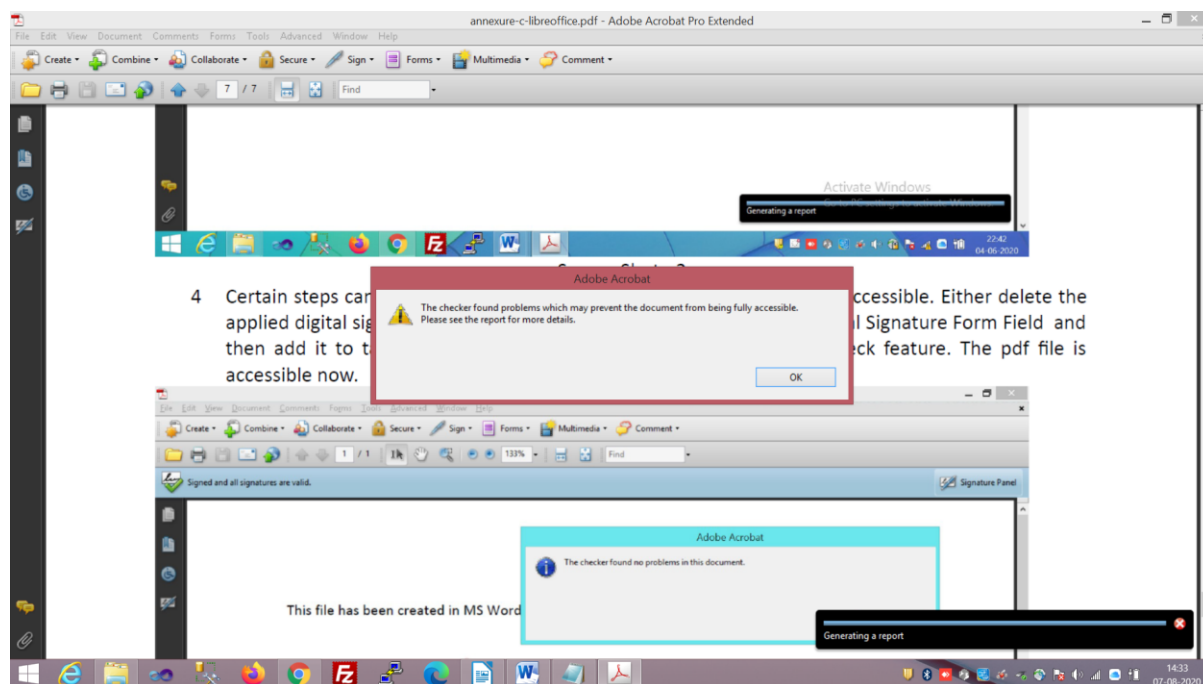 annexure-c-libreoffice.pdf - Adobe Acrobat Pro Extended
File Edit View Document Comments Forms Tools Advanced Window Help
Create Combine Collaborate Secure Sign Forms Multimedia Comment
7 / 7 Find
Activate Windows
Generating a report
22:42
04-06-2020
Adobe Acrobat
The checker found problems which may prevent the document from being fully accessible.
Please see the report for more details.
OK
4 Certain steps can ccessible. Either delete the
applied digital sig l Signature Form Field and
then add it to t eck feature. The pdf file is
accessible now.
File Edit View Document Comments Forms Tools Advanced Window Help
Create Combine Collaborate Secure Sign Forms Multimedia Comment
1 / 1 133% Find
Signed and all signatures are valid. Signature Panel
Adobe Acrobat
The checker found no problems in this document.
This file has been created in MS Word
Generating a report
14:33
07-08-2020